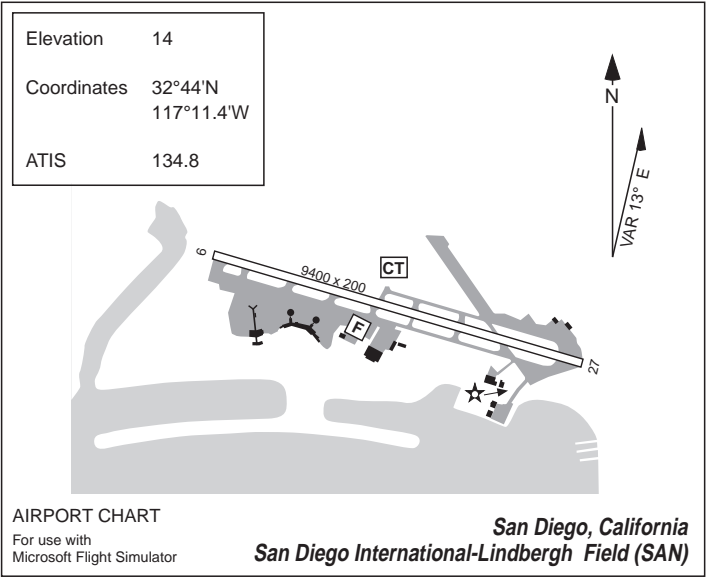 Elevation 14
Coordinates 32°44'N
117°11.4'W
ATIS 134.8
N
VAR 13° E
9
9400 x 200
CT
F
27
AIRPORT CHART
For use with
Microsoft Flight Simulator
San Diego, California
San Diego International-Lindbergh Field (SAN)